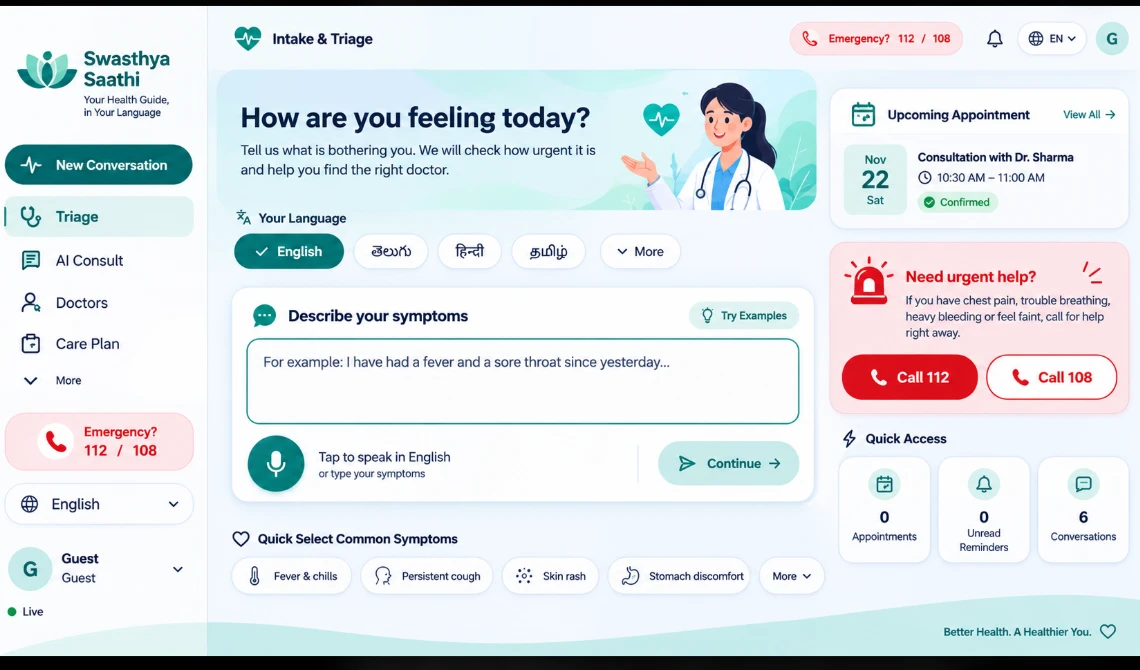 Swasthya
Saathi
Your Health Guide,
in Your Language
New Conversation
Triage
AI Consult
Doctors
Care Plan
More
Emergency?
112 / 108
English
G
Guest
Guest
Live
Intake & Triage
Emergency? 112 / 108
EN
G
How are you feeling today?
Tell us what is bothering you. We will check how urgent it is
and help you find the right doctor.
Your Language
English
తెలుగు
हिन्दी
தமிழ்
More
Describe your symptoms
Try Examples
For example: I have had a fever and a sore throat since yesterday...
Tap to speak in English
or type your symptoms
Continue
Quick Select Common Symptoms
Fever & chills
Persistent cough
Skin rash
Stomach discomfort
More
Upcoming Appointment
View All
Nov
22
Sat
Consultation with Dr. Sharma
10:30 AM – 11:00 AM
Confirmed
Need urgent help?
If you have chest pain, trouble breathing,
heavy bleeding or feel faint, call for help
right away.
Call 112
Call 108
Quick Access
0
Appointments
0
Unread
Reminders
6
Conversations
Better Health. A Healthier You.